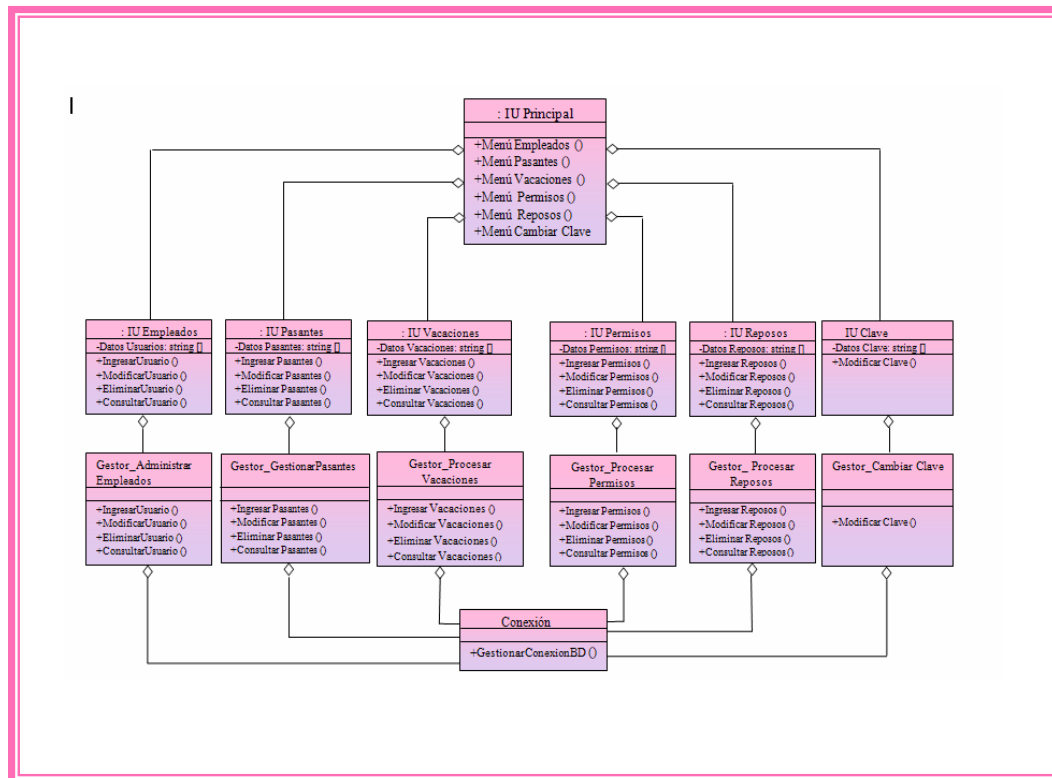 : IU Principal
+Menú Empleados ()
+Menú Pasantes ()
+Menú Vacaciones ()
+Menú Permisos ()
+Menú Reposos ()
+Menú Cambiar Clave
: IU Empleados
-Datos Usuarios: string []
+IngresarUsuario ()
+ModificarUsuario ()
+EliminarUsuario ()
+ConsultarUsuario ()
: IU Pasantes
-Datos Pasantes: string []
+Ingresar Pasantes ()
+Modificar Pasantes ()
+Eliminar Pasantes ()
+Consultar Pasantes ()
: IU Vacaciones
-Datos Vacaciones: string []
+Ingresar Vacaciones ()
+Modificar Vacaciones ()
+Eliminar Vacaciones ()
+Consultar Vacaciones ()
: IU Permisos
-Datos Permisos: string []
+Ingresar Permisos ()
+Modificar Permisos ()
+Eliminar Permisos ()
+Consultar Permisos ()
: IU Reposos
-Datos Reposos: string []
+Ingresar Reposos ()
+Modificar Reposos ()
+Eliminar Reposos ()
+Consultar Reposos ()
IU Clave
-Datos Clave: string []
+Modificar Clave ()
Gestor_Administrar
Empleados
+IngresarUsuario ()
+ModificarUsuario ()
+EliminarUsuario ()
+ConsultarUsuario ()
Gestor_GestionarPasantes
+Ingresar Pasantes ()
+Modificar Pasantes ()
+Eliminar Pasantes ()
+Consultar Pasantes ()
Gestor_Procesar
Vacaciones
+Ingresar Vacaciones ()
+Modificar Vacaciones ()
+Eliminar Vacaciones ()
+Consultar Vacaciones ()
Gestor_Procesar
Permisos
+Ingresar Permisos ()
+Modificar Permisos ()
+Eliminar Permisos ()
+Consultar Permisos ()
Gestor_ Procesar
Reposos
+Ingresar Reposos ()
+Modificar Reposos ()
+Eliminar Reposos ()
+Consultar Reposos ()
Gestor_Cambiar Clave
+Modificar Clave ()
Conexión
+GestionarConexionBD ()